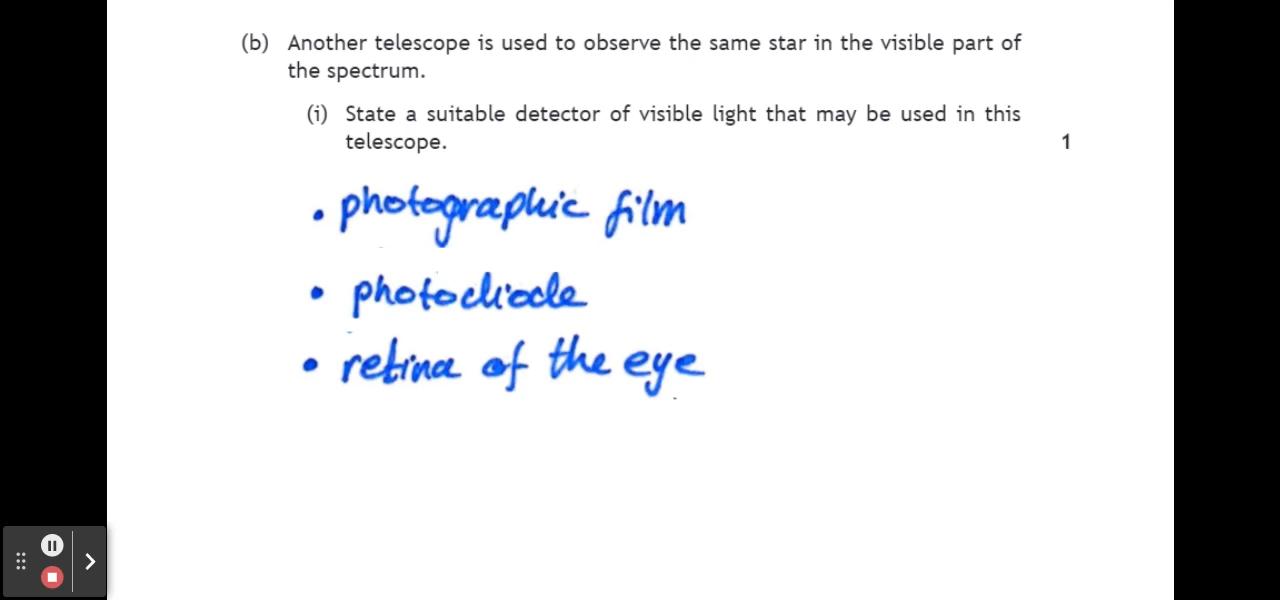 (b) Another telescope is used to observe the same star in the visible part of
the spectrum.
(i) State a suitable detector of visible light that may be used in this
telescope. 1
• photographic film
• photodiode
• retina of the eye